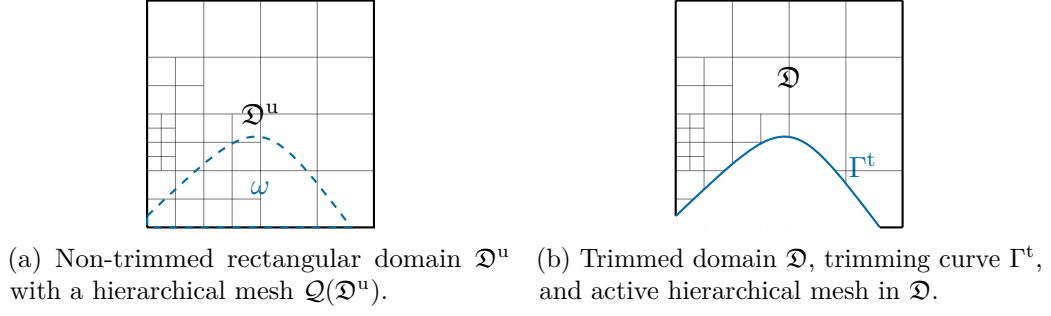 𝔇ᵘ
ω
𝔇
Γᵗ
(a) Non-trimmed rectangular domain 𝔇ᵘ
with a hierarchical mesh 𝒬(𝔇ᵘ).
(b) Trimmed domain 𝔇, trimming curve Γᵗ,
and active hierarchical mesh in 𝔇.